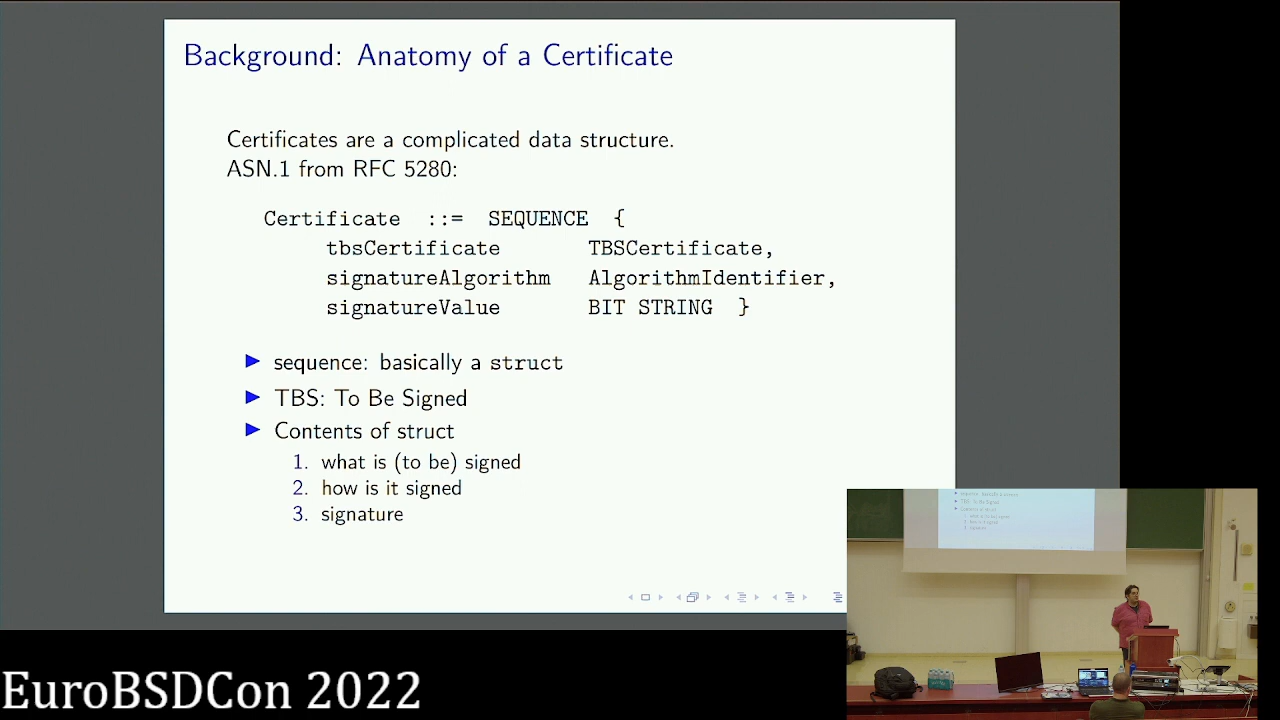 Background: Anatomy of a Certificate
Certificates are a complicated data structure.
ASN.1 from RFC 5280:
Certificate ::= SEQUENCE {
tbsCertificate TBSCertificate,
signatureAlgorithm AlgorithmIdentifier,
signatureValue BIT STRING }
sequence: basically a struct
TBS: To Be Signed
Contents of struct
1. what is (to be) signed
2. how is it signed
3. signature
EuroBSDCon 2022